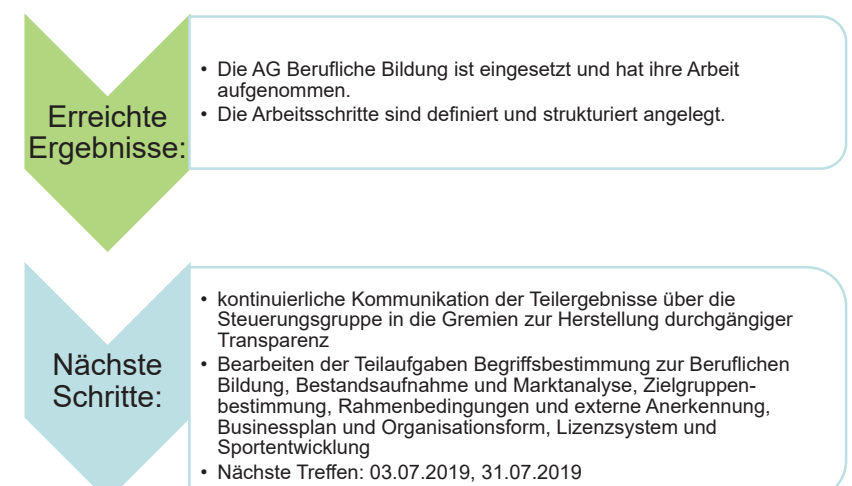 Erreichte
Ergebnisse:
• Die AG Berufliche Bildung ist eingesetzt und hat ihre Arbeit
aufgenommen.
• Die Arbeitsschritte sind definiert und strukturiert angelegt.
Nächste
Schritte:
• kontinuierliche Kommunikation der Teilergebnisse über die
Steuerungsgruppe in die Gremien zur Herstellung durchgängiger
Transparenz
• Bearbeiten der Teilaufgaben Begriffsbestimmung zur Beruflichen
Bildung, Bestandsaufnahme und Marktanalyse, Zielgruppen-
bestimmung, Rahmenbedingungen und externe Anerkennung,
Businessplan und Organisationsform, Lizenzsystem und
Sportentwicklung
• Nächste Treffen: 03.07.2019, 31.07.2019